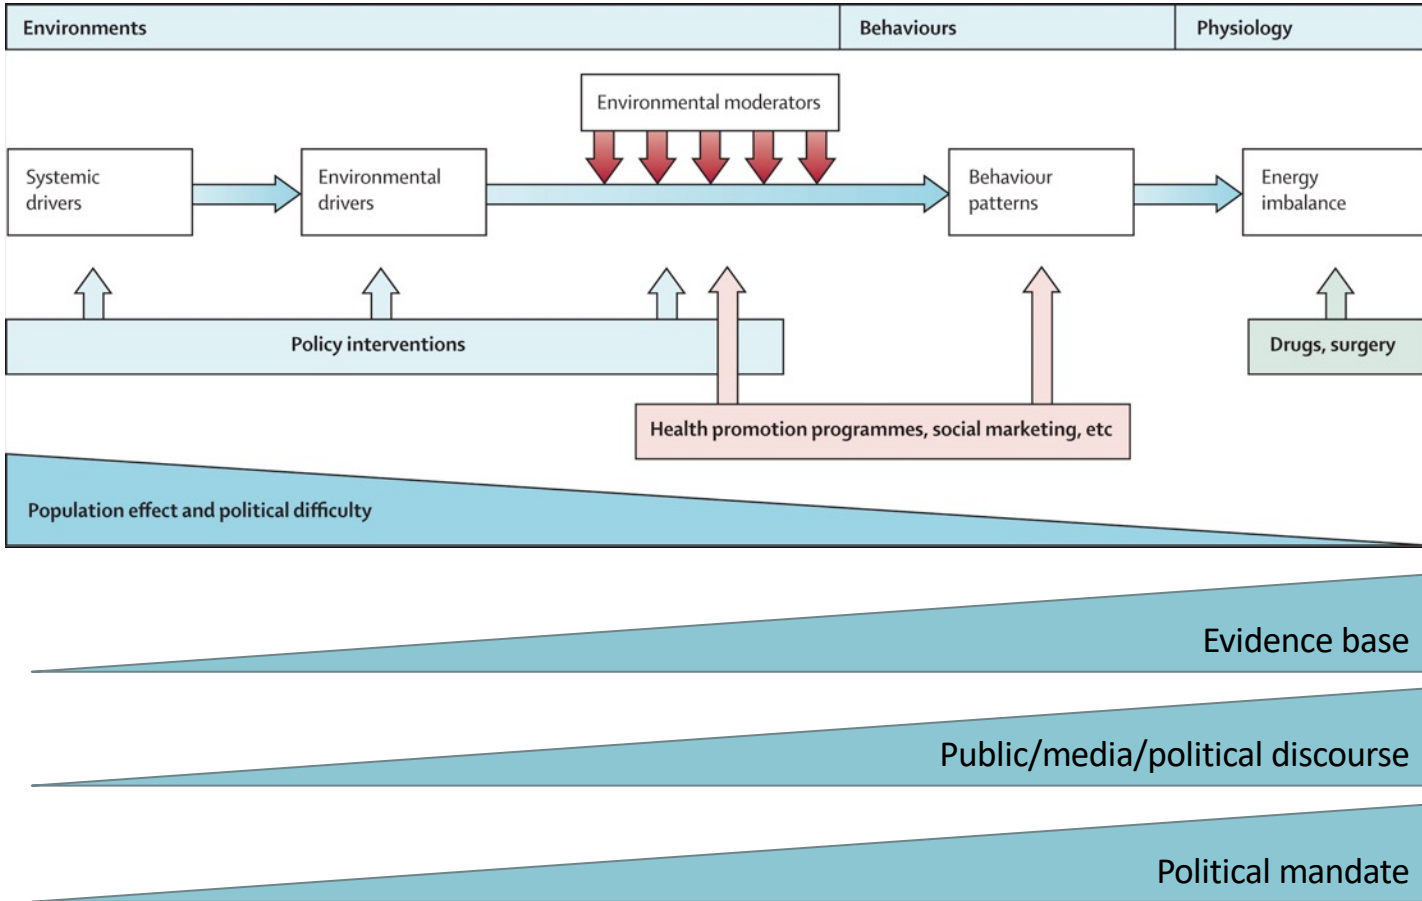 Environments
Behaviours
Physiology
Environmental moderators
Systemic
drivers
Environmental
drivers
Behaviour
patterns
Energy
imbalance
Policy interventions
Drugs, surgery
Health promotion programmes, social marketing, etc
Population effect and political difficulty
Evidence base
Public/media/political discourse
Political mandate